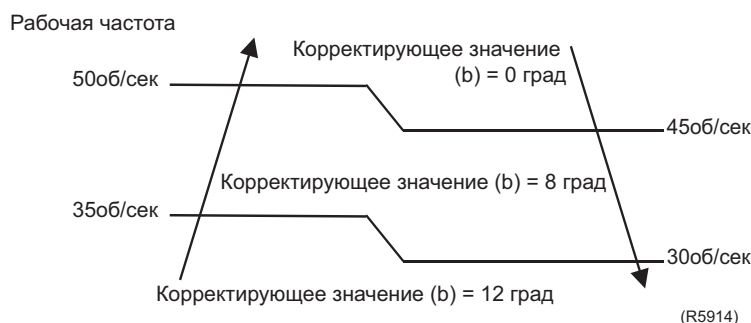 Рабочая частота
Корректирующее значение
(b) = 0 град
50об/сек
45об/сек
Корректирующее значение (b) = 8 град
35об/сек
30об/сек
Корректирующее значение (b) = 12 град
(R5914)